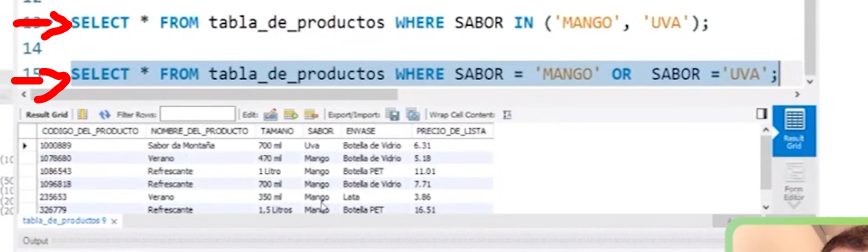 13 SELECT * FROM tabla_de_productos WHERE SABOR IN ('MANGO', 'UVA');
14
15 SELECT * FROM tabla_de_productos WHERE SABOR = 'MANGO' OR SABOR ='UVA';
Result Grid Filter Rows: Edit: Export/Import: Wrap Cell Content:
CODIGO_DEL_PRODUCTO NOMBRE_DEL_PRODUCTO TAMANO SABOR ENVASE PRECIO_DE_LISTA
1000889 Sabor da Montaña 700 ml Uva Botella de Vidrio 6.31
1078680 Verano 470 ml Mango Botella de Vidrio 5.18
1086543 Refrescante 1 Litro Mango Botella PET 11.01
1096818 Refrescante 700 ml Mango Botella de Vidrio 7.71
235653 Verano 350 ml Mango Lata 3.86
326779 Refrescante 1,5 Litros Mango Botella PET 16.51
Result Grid
Form Editor
tabla_de_productos 9 x
Output